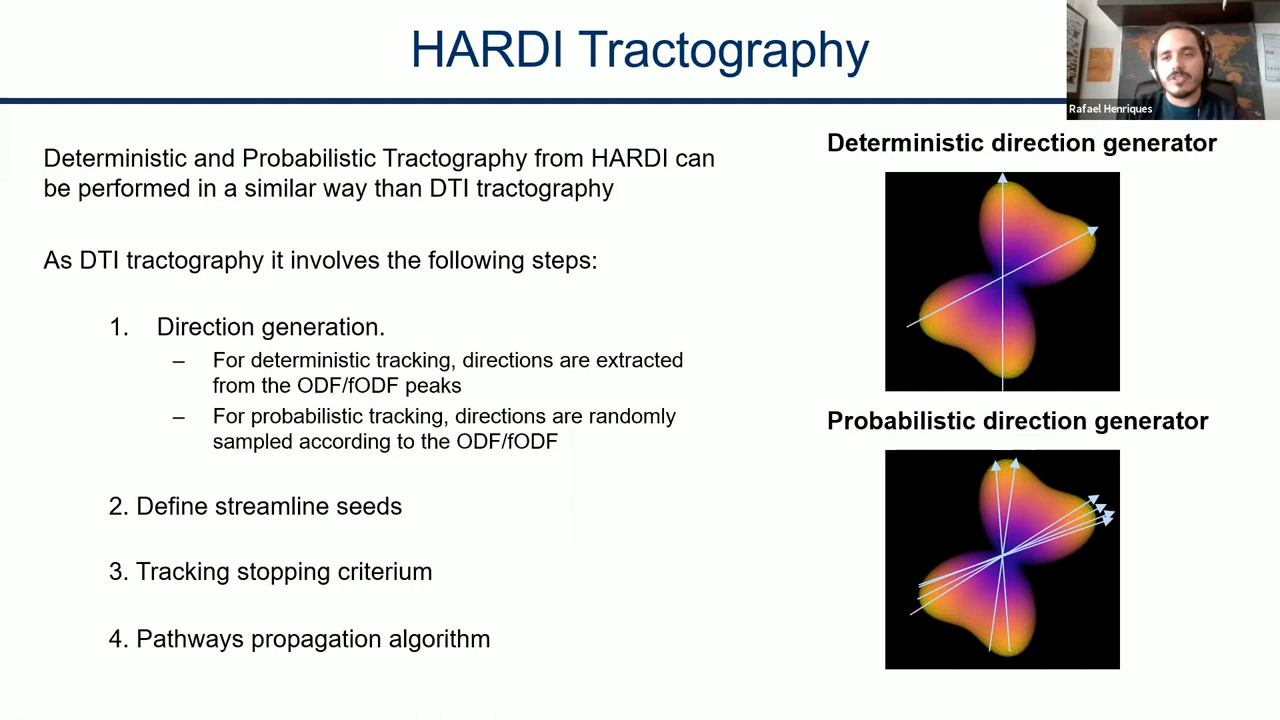 HARDI Tractography
Rafael Henriques
Deterministic and Probabilistic Tractography from HARDI can
be performed in a similar way than DTI tractography
As DTI tractography it involves the following steps:
1. Direction generation.
– For deterministic tracking, directions are extracted
from the ODF/fODF peaks
– For probabilistic tracking, directions are randomly
sampled according to the ODF/fODF
2. Define streamline seeds
3. Tracking stopping criterium
4. Pathways propagation algorithm
Deterministic direction generator
Probabilistic direction generator